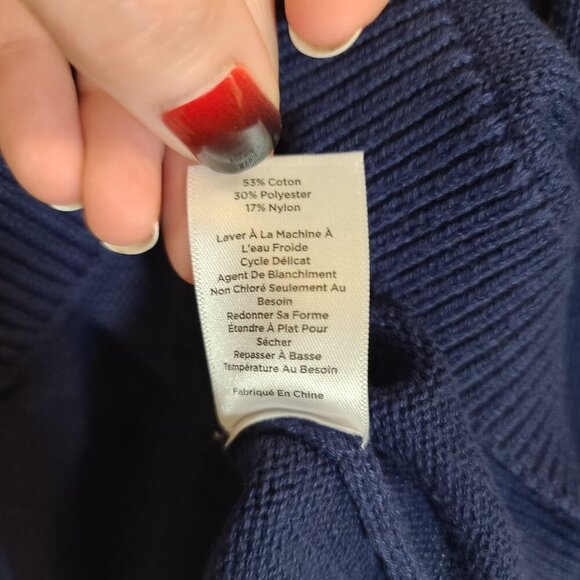 53% Coton
30% Polyester
17% Nylon
Laver À La Machine À
L'eau Froide
Cycle Délicat
Agent De Blanchiment
Non Chloré Seulement Au
Besoin
Redonner Sa Forme
Étendre À Plat Pour
Sécher
Repasser À Basse
Température Au Besoin
Fabriqué En Chine